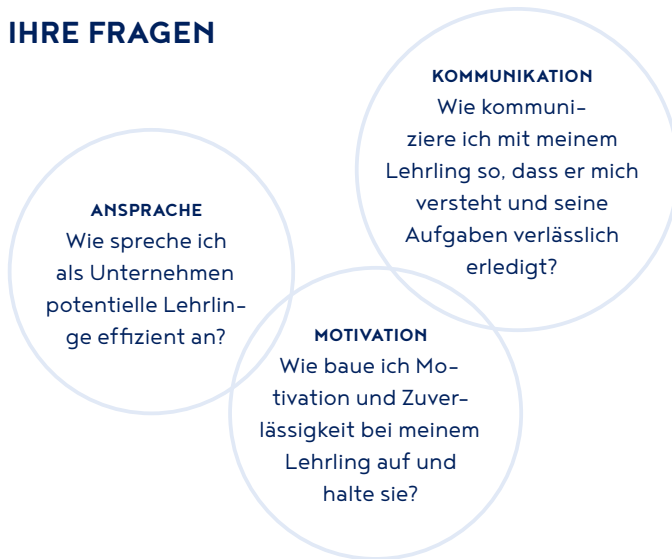 IHRE FRAGEN
KOMMUNIKATION
Wie kommuni-
ziere ich mit meinem
Lehrling so, dass er mich
versteht und seine
Aufgaben verlässlich
erledigt?
ANSPRACHE
Wie spreche ich
als Unternehmen
potentielle Lehrlin-
ge effizient an?
MOTIVATION
Wie baue ich Mo-
tivation und Zuver-
lässigkeit bei meinem
Lehrling auf und
halte sie?